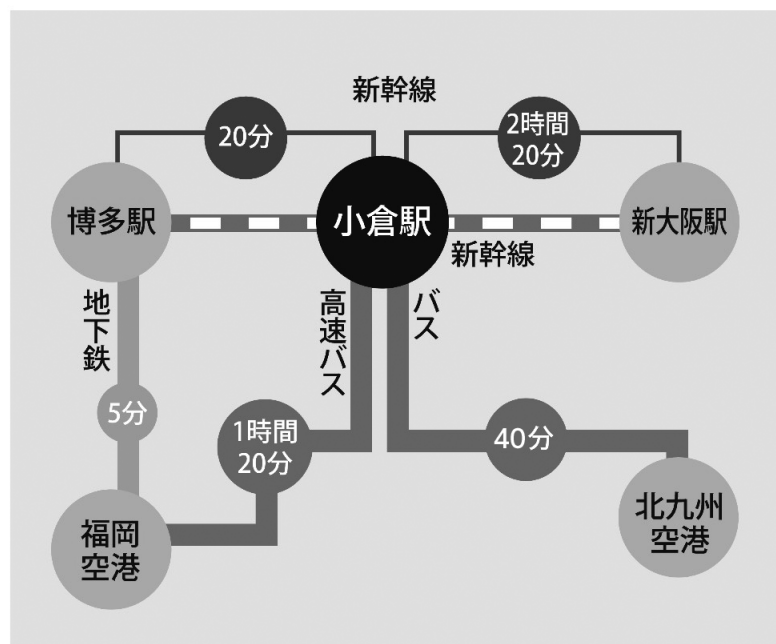 新幹線
20分
2時間
20分
博多駅
小倉駅
新大阪駅
新幹線
地下鉄
高速バス
バス
5分
1時間
20分
40分
福岡
空港
北九州
空港